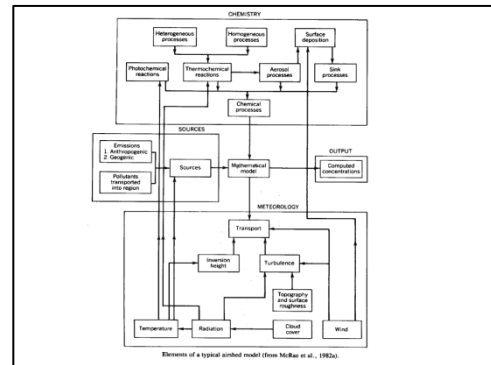 CHEMISTRY
Heterogeneous
processes
Homogeneous
processes
Surface
deposition
Photochemical
reactions
Thermochemical
reactions
Aerosol
processes
Sink
processes
Chemical
processes
SOURCES
Emissions
1. Anthropogenic
2. Geogenic
Pollutants
transported
into region
Sources
Mathematical
model
OUTPUT
Computed
concentrations
METEOROLOGY
Transport
Inversion
height
Turbulence
Topography
and surface
roughness
Temperature
Radiation
Cloud
cover
Wind
Elements of a typical airshed model (from McRae et al., 1982a).